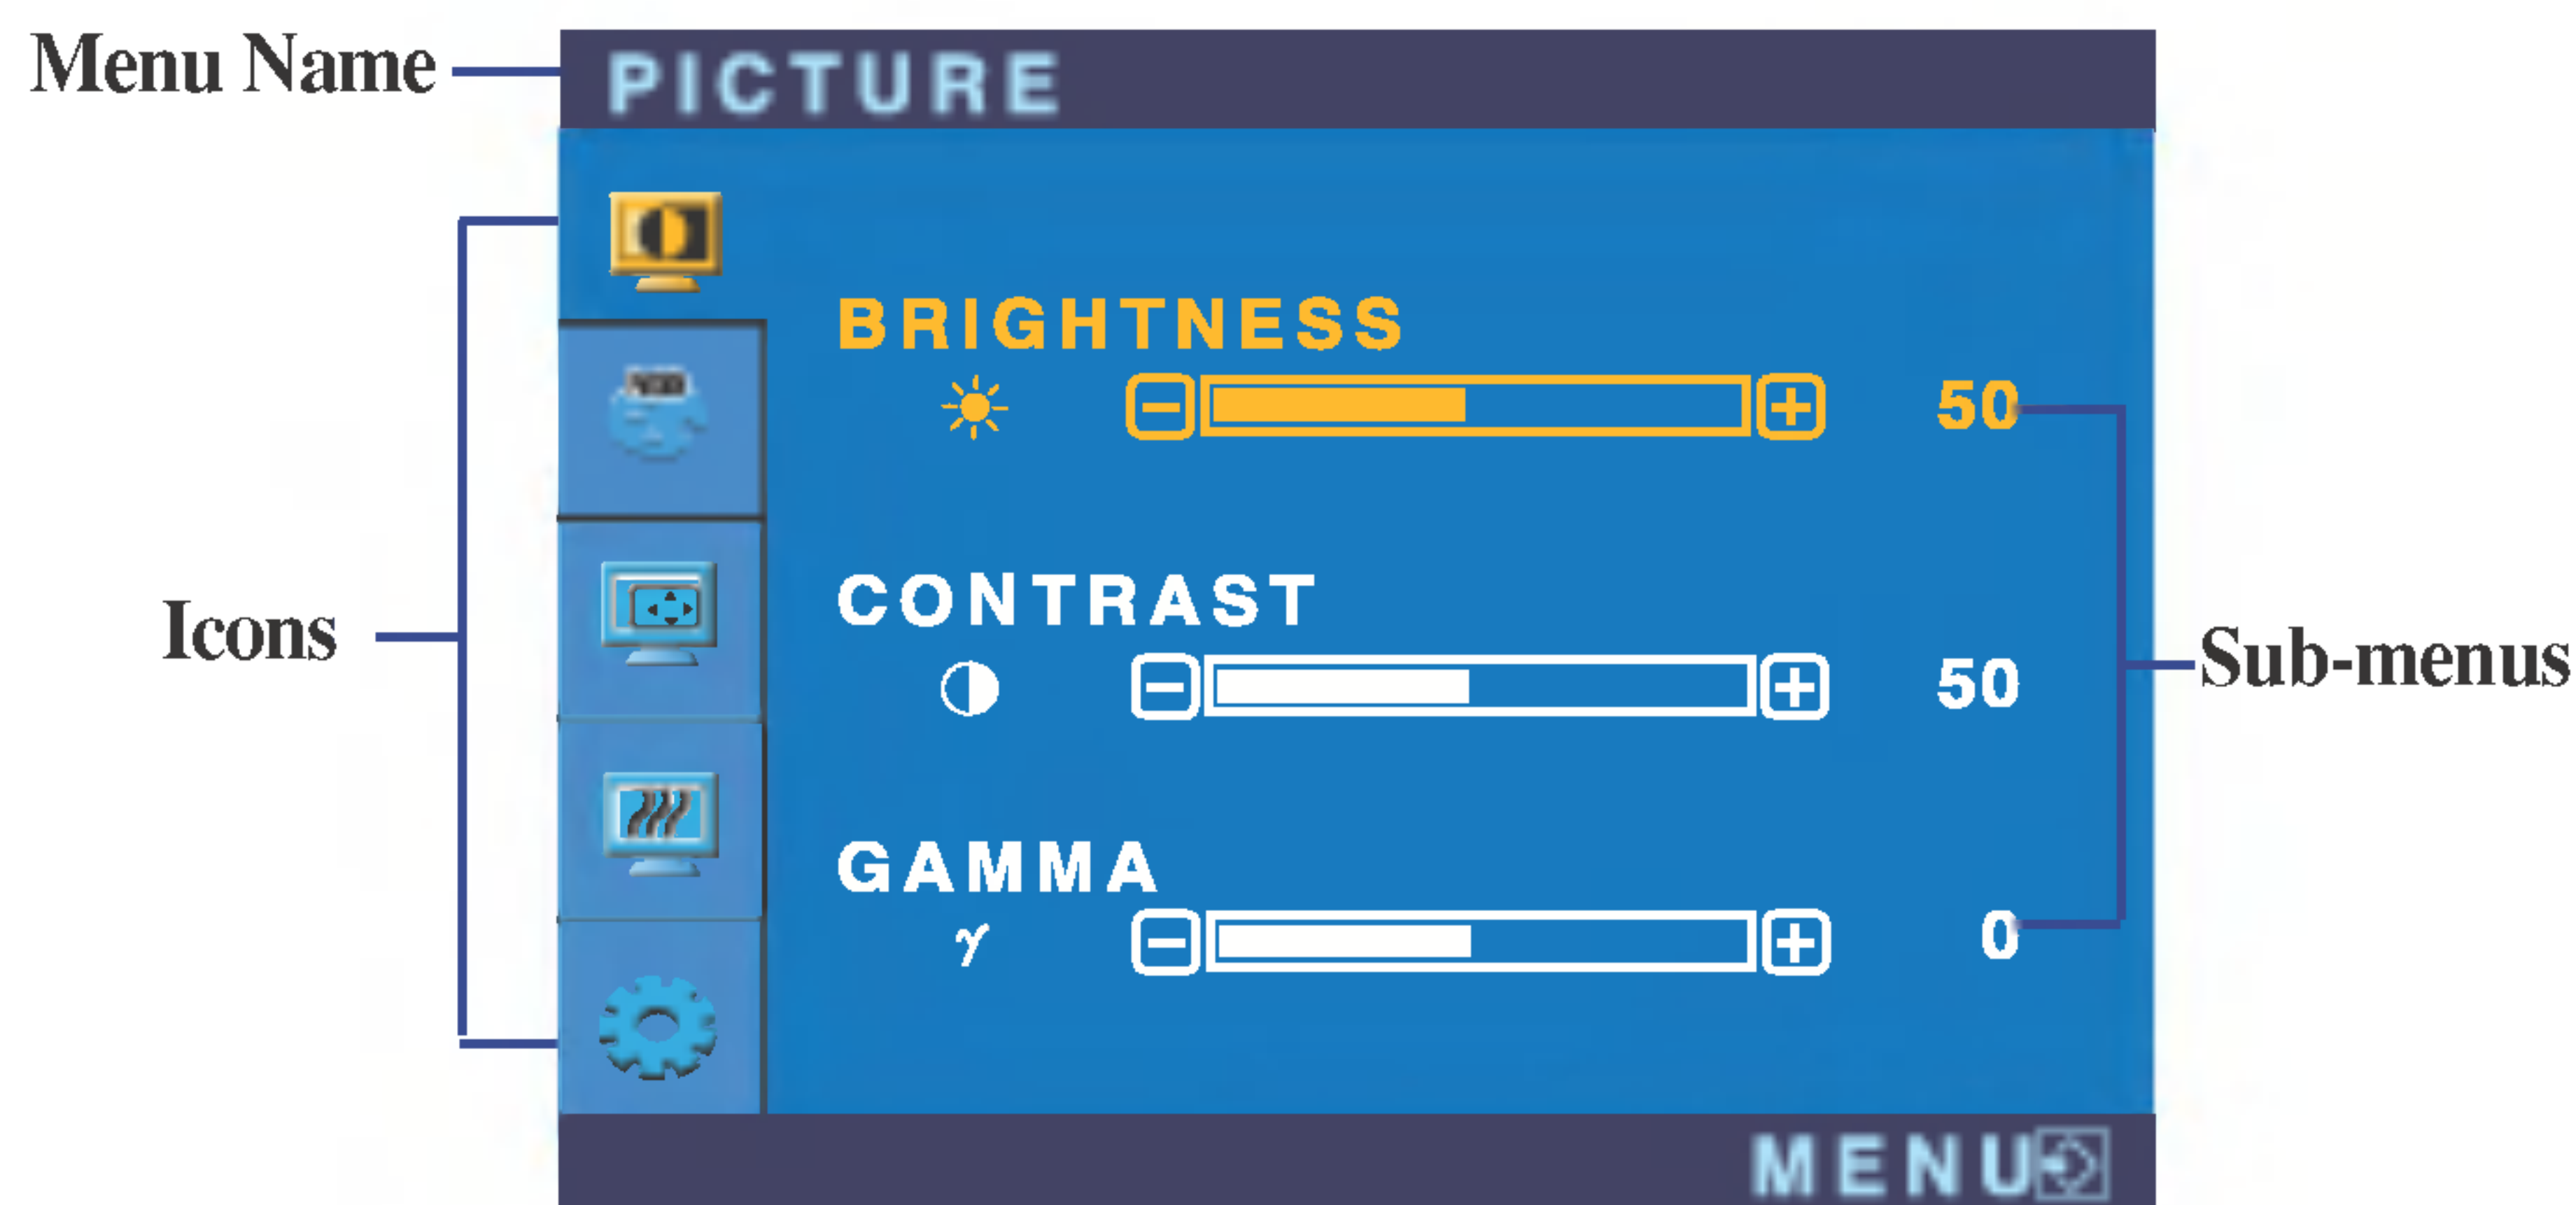 Menu Name
PICTURE
BRIGHTNESS
50
Icons
CONTRAST
50
Sub-menus
GAMMA
γ
0
MENU